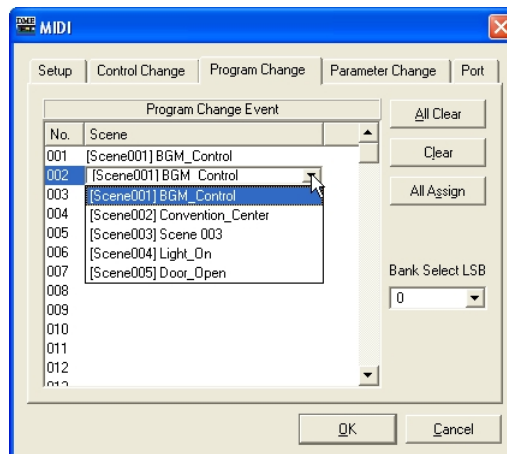 DME MIDI
Setup Control Change Program Change Parameter Change Port
Program Change Event
No. Scene
001 [Scene001] BGM_Control
002 [Scene001] BGM_Control
003 [Scene001] BGM_Control
004 [Scene002] Convention_Center
005 [Scene003] Scene 003
006 [Scene004] Light_On
007 [Scene005] Door_Open
008
009
010
011
012
All Clear
Clear
All Assign
Bank Select LSB
0
OK Cancel